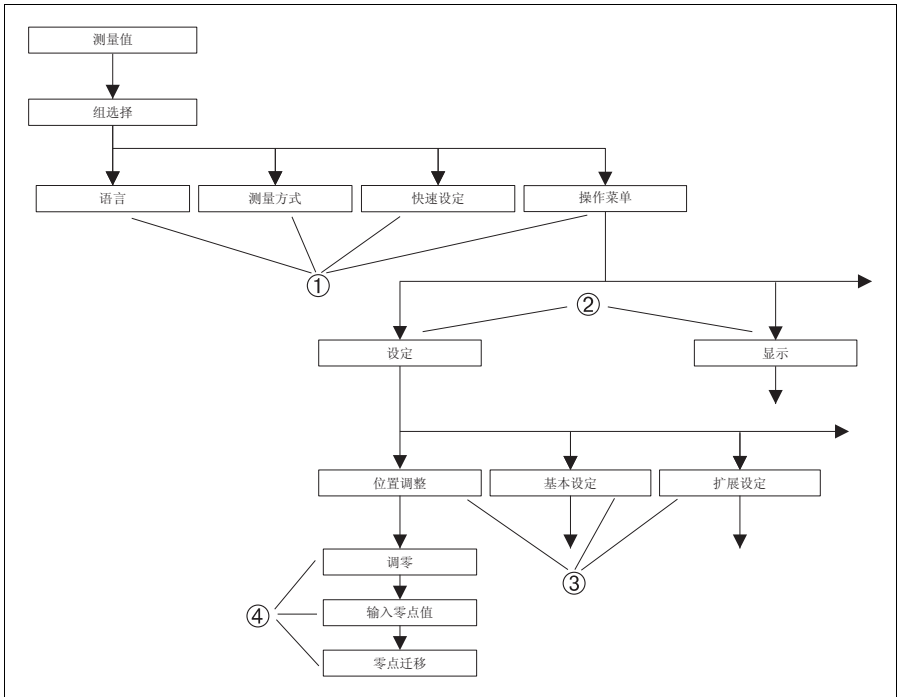 测量值
组选择
语言
测量方式
快速设定
操作菜单
①
②
设定
显示
位置调整
基本设定
扩展设定
调零
③
④
输入零点值
零点迁移